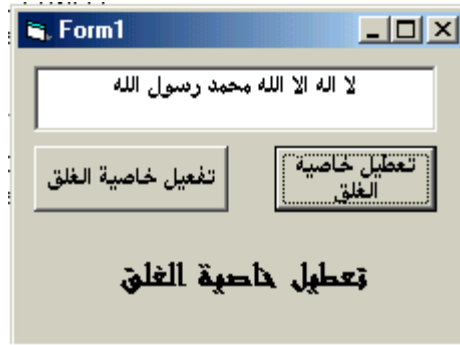 Form1
لا اله الا الله محمد رسول الله
تعطيل خاصية
الغلق
تفعيل خاصية الغلق
تعطيل خاصية الغلق